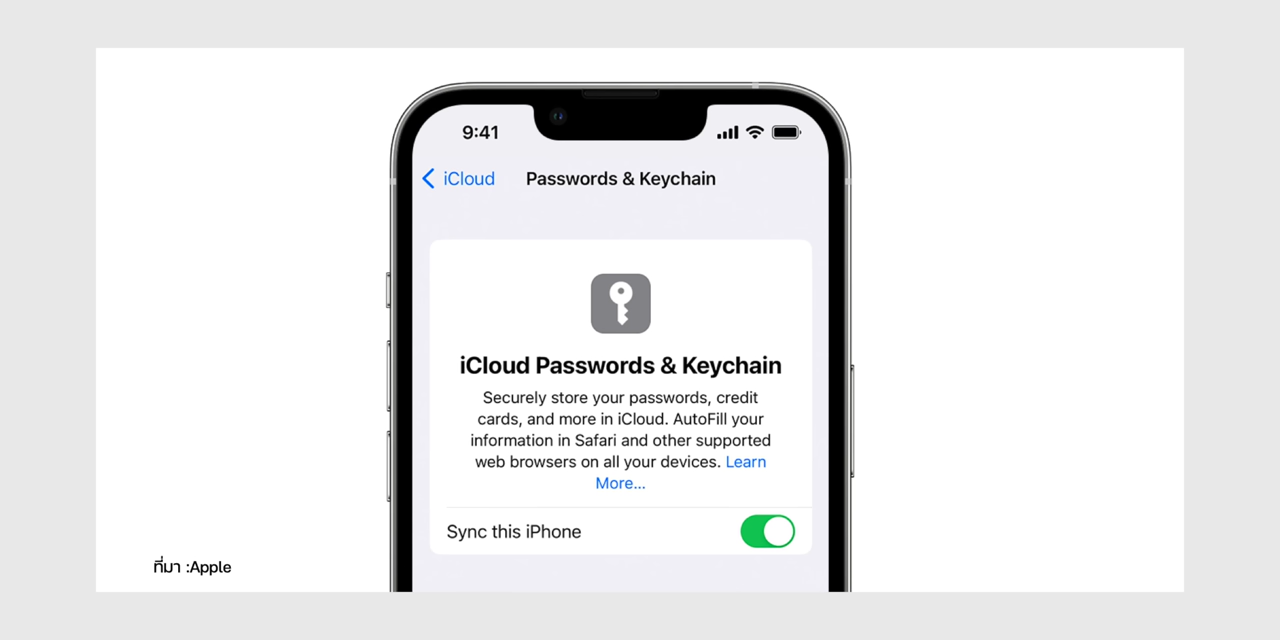 9:41
iCloud Passwords & Keychain
iCloud Passwords & Keychain
Securely store your passwords, credit
cards, and more in iCloud. AutoFill your
information in Safari and other supported
web browsers on all your devices. Learn
More...
Sync this iPhone
ที่มา :Apple